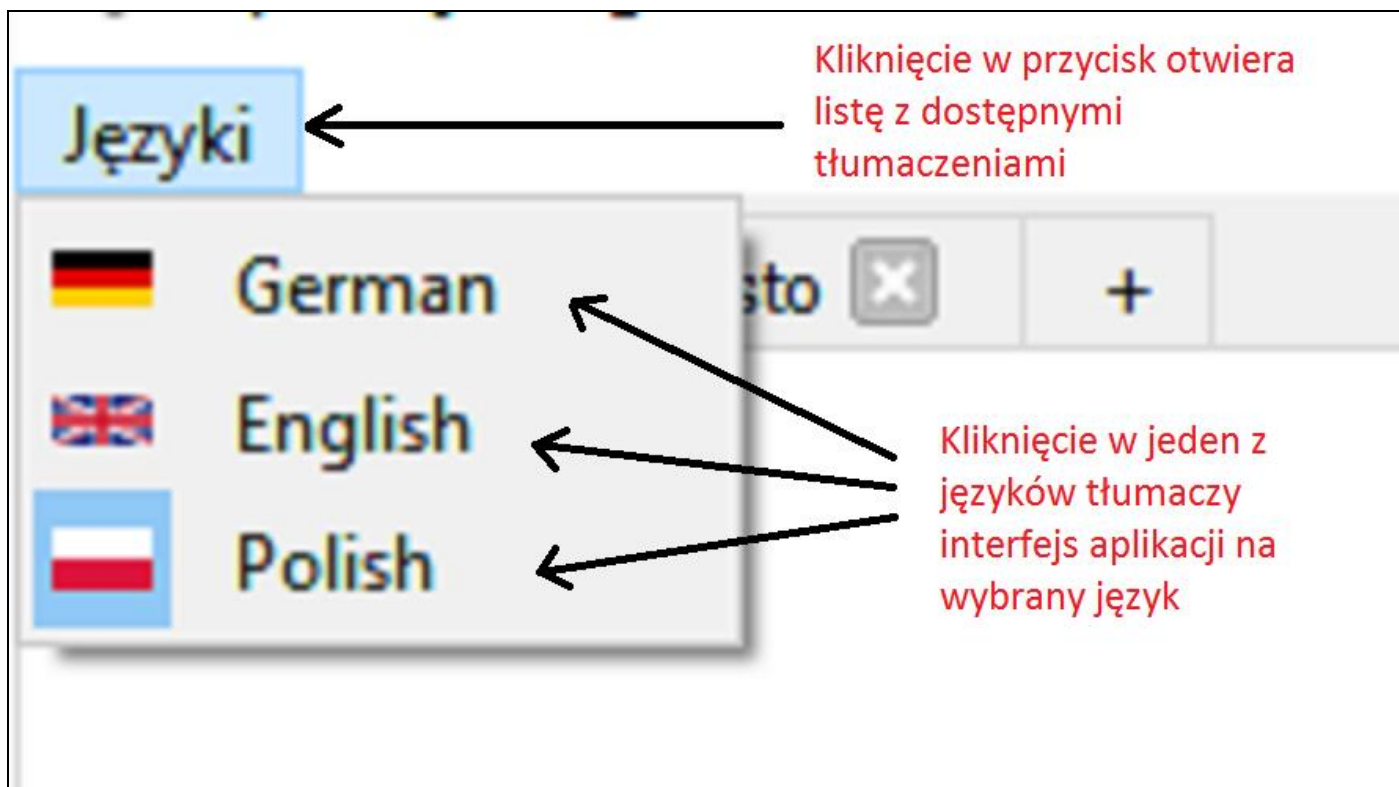 Kliknięcie w przycisk otwiera
listę z dostępnymi
tłumaczeniami
Języki
German
sto
+
English
Polish
Kliknięcie w jeden z
języków tłumaczy
interfejs aplikacji na
wybrany język